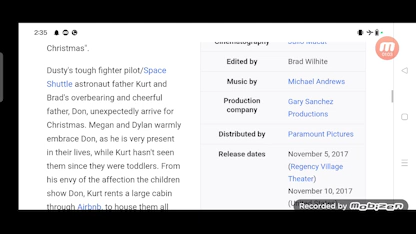 2:35
Christmas".
Dusty's tough fighter pilot/Space
Shuttle astronaut father Kurt and
Brad's overbearing and cheerful
father, Don, unexpectedly arrive for
Christmas. Megan and Dylan warmly
embrace Don, as he is very present
in their lives, while Kurt hasn't seen
them since they were toddlers. From
his envy of the affection the children
show Don, Kurt rents a large cabin
through Airbnb, to house them all
Cinematography
Edited by Brad Wilhite
Music by Michael Andrews
Production Gary Sanchez
company Productions
Distributed by Paramount Pictures
Release dates November 5, 2017
(Regency Village
Theater)
November 10, 2017
Recorded by Mobizen